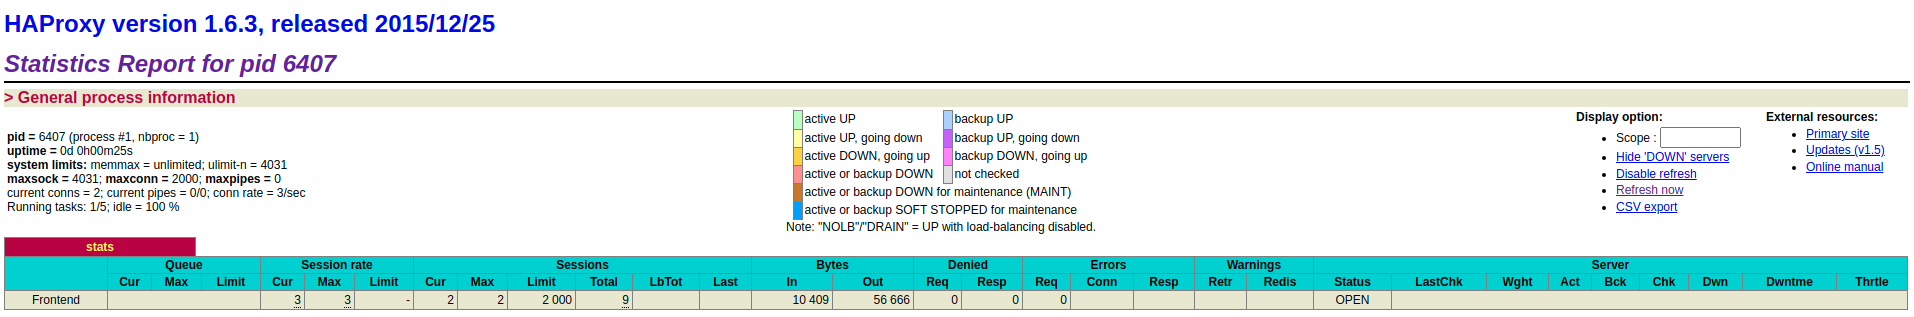 HAProxy version 1.6.3, released 2015/12/25
Statistics Report for pid 6407
> General process information
pid = 6407 (process #1, nbproc = 1)
uptime = 0d 0h00m25s
system limits: memmax = unlimited; ulimit-n = 4031
maxsock = 4031; maxconn = 2000; maxpipes = 0
current conns = 2; current pipes = 0/0; conn rate = 3/sec
Running tasks: 1/5; idle = 100 %
active UP backup UP
active UP, going down backup UP, going down
active DOWN, going up backup DOWN, going up
active or backup DOWN not checked
active or backup DOWN for maintenance (MAINT)
active or backup SOFT STOPPED for maintenance
Note: "NOLB"/"DRAIN" = UP with load-balancing disabled.
Display option:
Scope :
Hide 'DOWN' servers
Disable refresh
Refresh now
CSV export
External resources:
Primary site
Updates (v1.5)
Online manual
stats
Queue Session rate Sessions Bytes Denied Errors Warnings Server
Cur Max Limit Cur Max Limit Cur Max Limit Total LbTot Last In Out Req Resp Req Conn Resp Retr Redis Status LastChk Wght Act Bck Chk Dwn Dwntme Thrtle
Frontend 3 3 - 2 2 2 000 9 10 409 56 666 0 0 0 OPEN